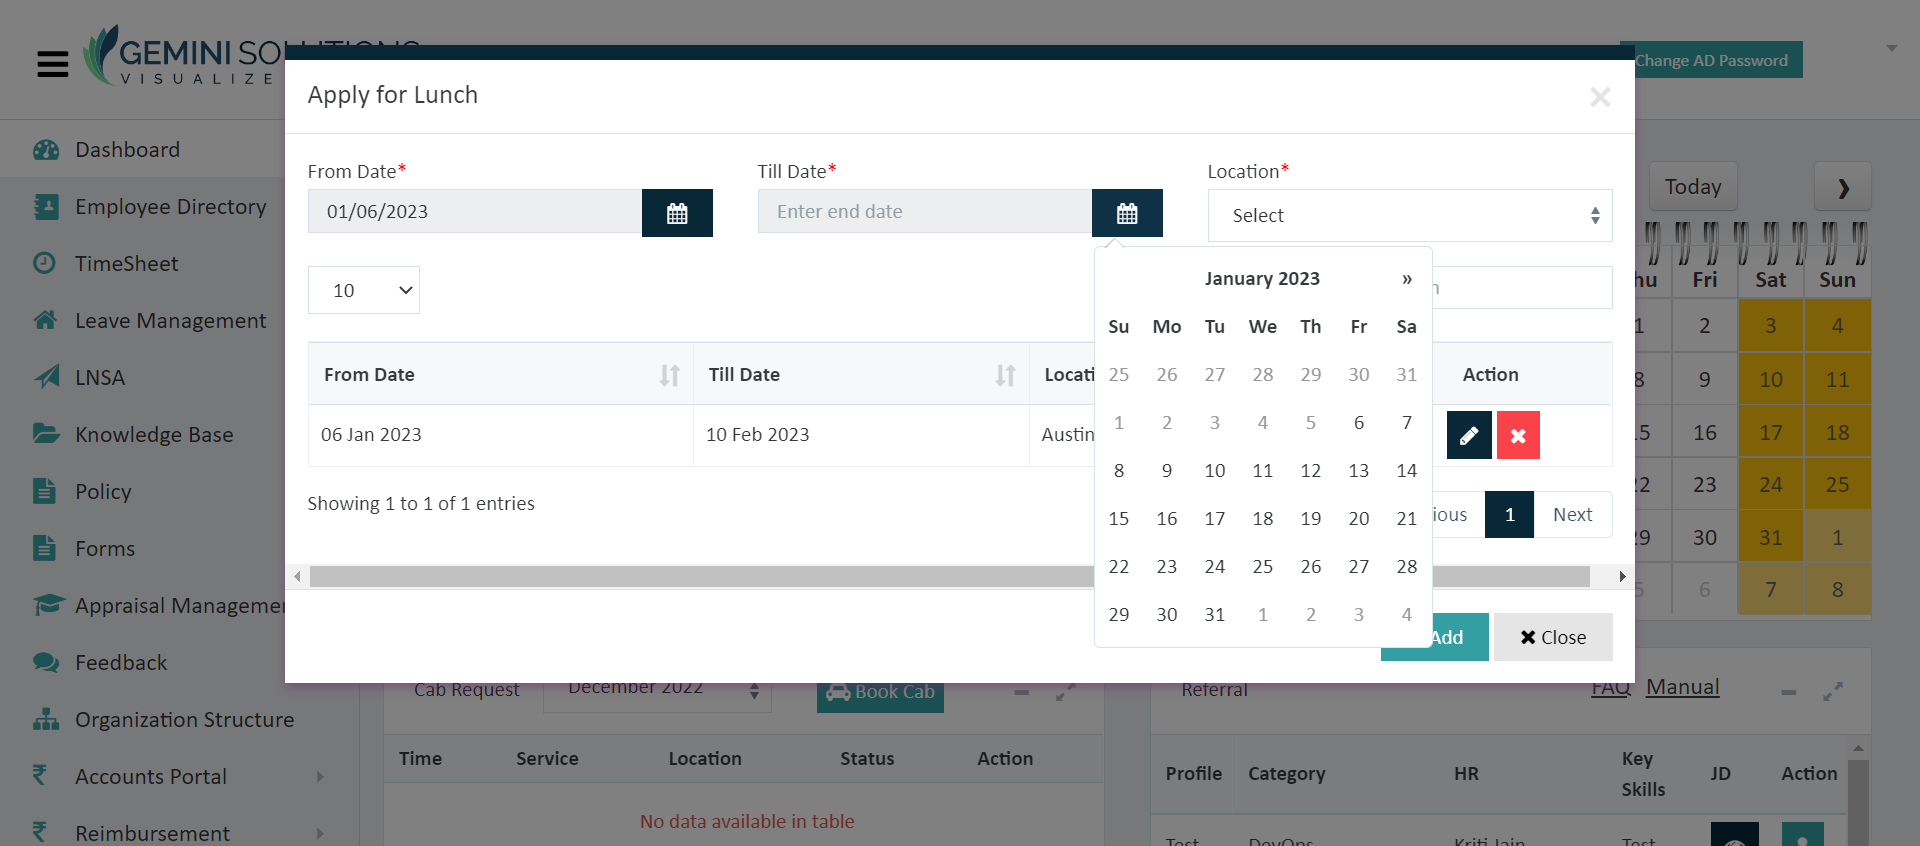 GEMINI SOLUTIONS
VISUALIZE
Change AD Password
Apply for Lunch
×
From Date*
Till Date*
Location*
01/06/2023
Enter end date
Select
10
January 2023 »
Su Mo Tu We Th Fr Sa
25 26 27 28 29 30 31
1 2 3 4 5 6 7
8 9 10 11 12 13 14
15 16 17 18 19 20 21
22 23 24 25 26 27 28
29 30 31 1 2 3 4
From Date
Till Date
Locati
Action
06 Jan 2023
10 Feb 2023
Austin
Showing 1 to 1 of 1 entries
ious
1
Next
Add
Close
Dashboard
Employee Directory
TimeSheet
Leave Management
LNSA
Knowledge Base
Policy
Forms
Appraisal Managemen
Feedback
Organization Structure
Accounts Portal
Reimbursement
Today
hu Fri Sat Sun
1 2 3 4
8 9 10 11
15 16 17 18
22 23 24 25
29 30 31 1
5 6 7 8
Cab Request
December 2022
Book Cab
Time Service Location Status Action
No data available in table
Referral
FAQ
Manual
Profile Category HR Key Skills JD Action
Test DevOps Kriti Jain Test